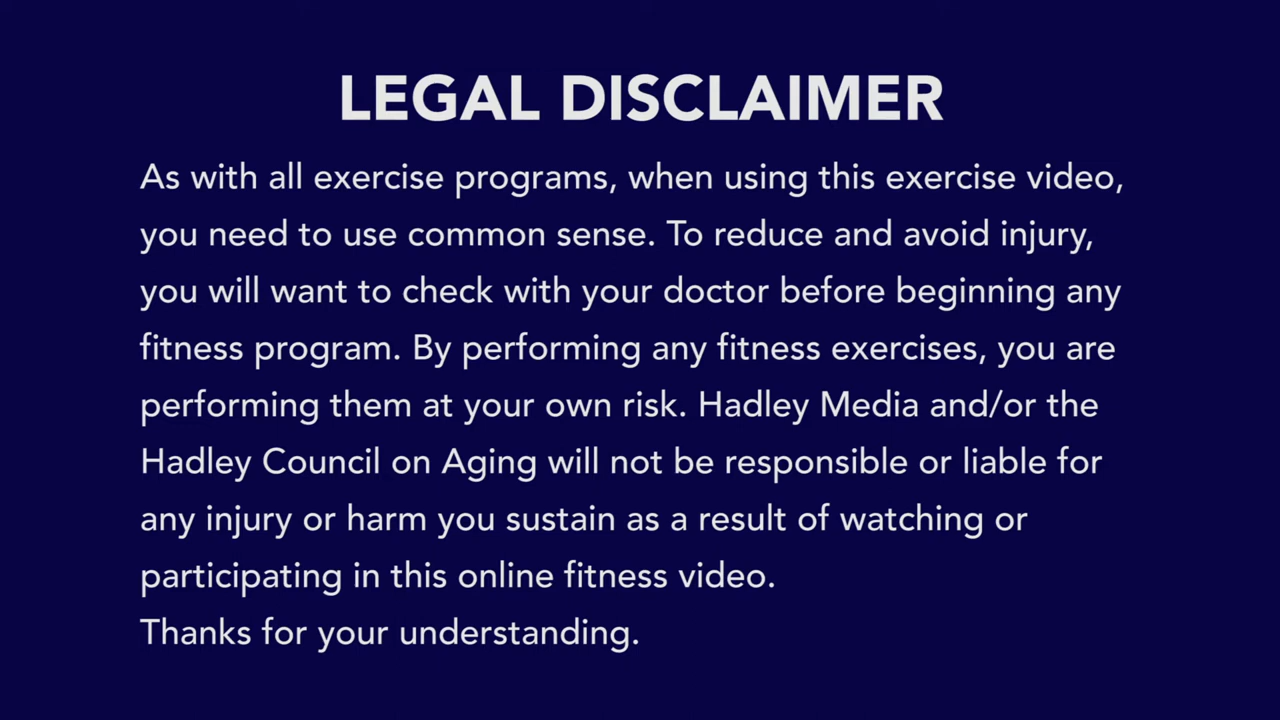 LEGAL DISCLAIMER
As with all exercise programs, when using this exercise video,
you need to use common sense. To reduce and avoid injury,
you will want to check with your doctor before beginning any
fitness program. By performing any fitness exercises, you are
performing them at your own risk. Hadley Media and/or the
Hadley Council on Aging will not be responsible or liable for
any injury or harm you sustain as a result of watching or
participating in this online fitness video.
Thanks for your understanding.